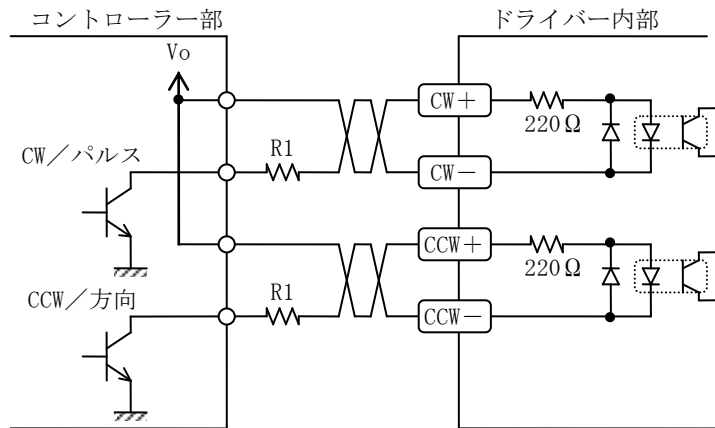 コントローラー部
ドライバー内部
Vo
CW+
220Ω
CW/パルス
R1
CW-
CCW+
220Ω
CCW/方向
R1
CCW-